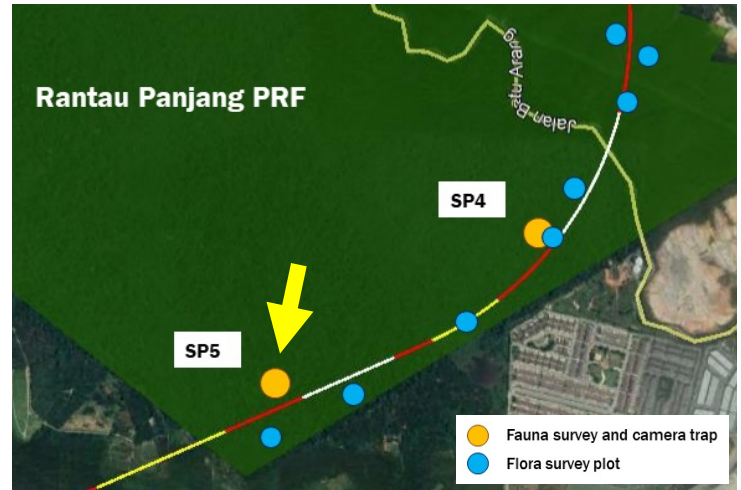 Rantau Panjang PRF
Jalan Batu Arang
SP4
SP5
Fauna survey and camera trap
Flora survey plot